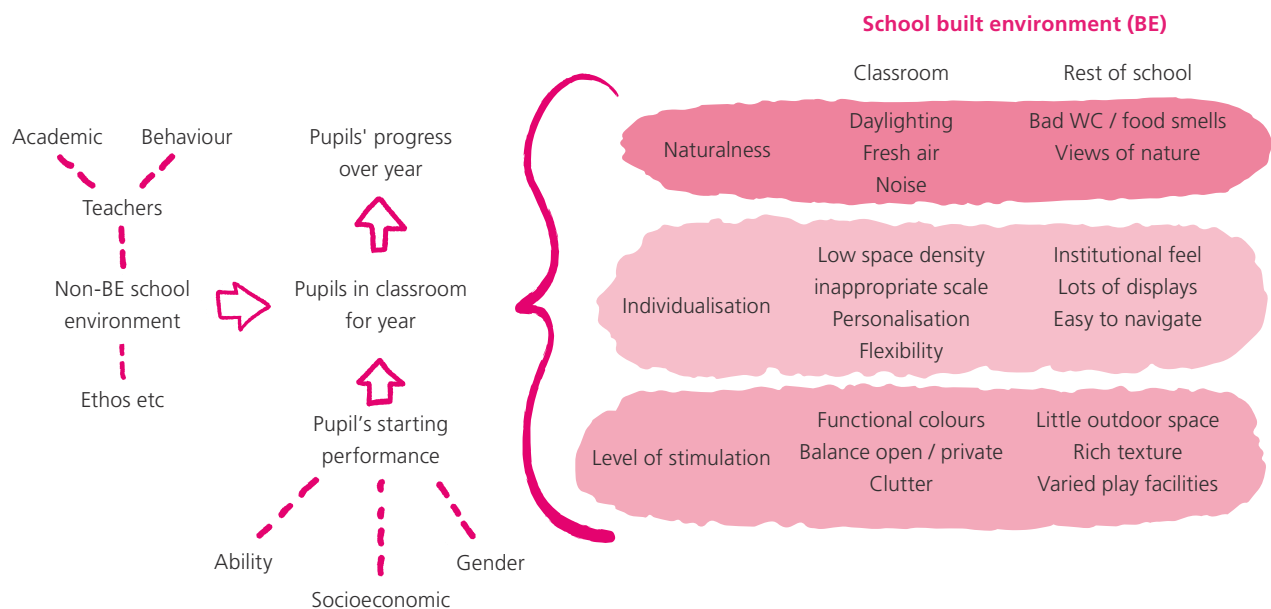 School built environment (BE)
Classroom
Rest of school
Academic
Behaviour
Teachers
Non-BE school
environment
Ethos etc
Pupils' progress
over year
Pupils in classroom
for year
Pupil’s starting
performance
Ability
Socioeconomic
Gender
Naturalness
Daylighting
Fresh air
Noise
Bad WC / food smells
Views of nature
Individualisation
Low space density
inappropriate scale
Personalisation
Flexibility
Institutional feel
Lots of displays
Easy to navigate
Level of stimulation
Functional colours
Balance open / private
Clutter
Little outdoor space
Rich texture
Varied play facilities